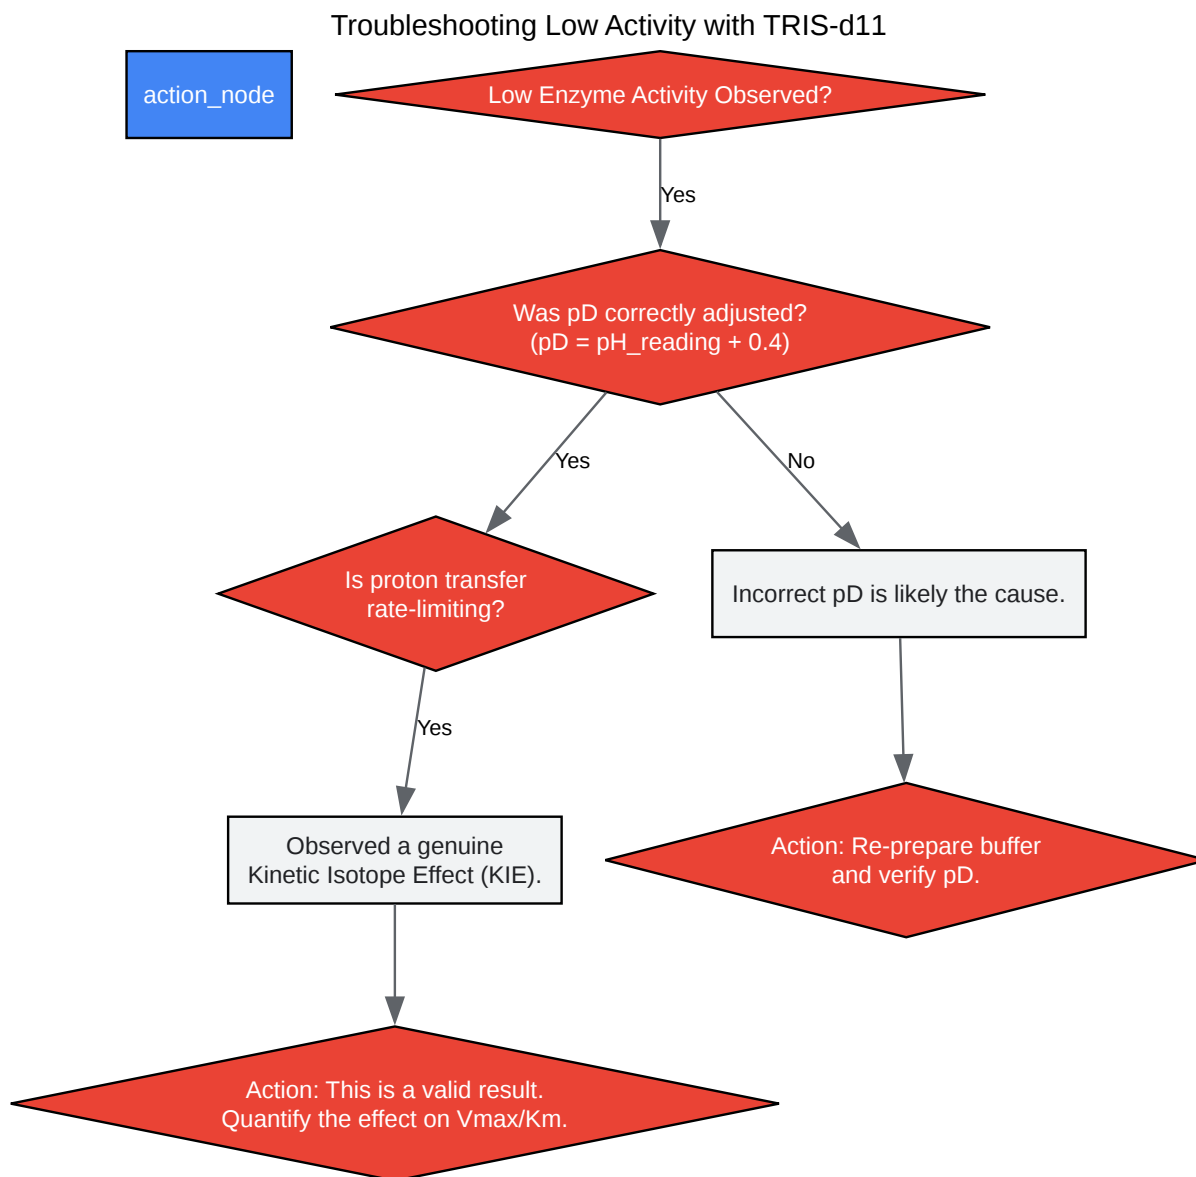 Troubleshooting Low Activity with TRIS-d11
action_node
Low Enzyme Activity Observed?
Yes
Was pD correctly adjusted?
(pD = pH_reading + 0.4)
Yes
No
Is proton transfer
rate-limiting?
Incorrect pD is likely the cause.
Yes
Observed a genuine
Kinetic Isotope Effect (KIE).
Action: Re-prepare buffer
and verify pD.
Action: This is a valid result.
Quantify the effect on Vmax/Km.